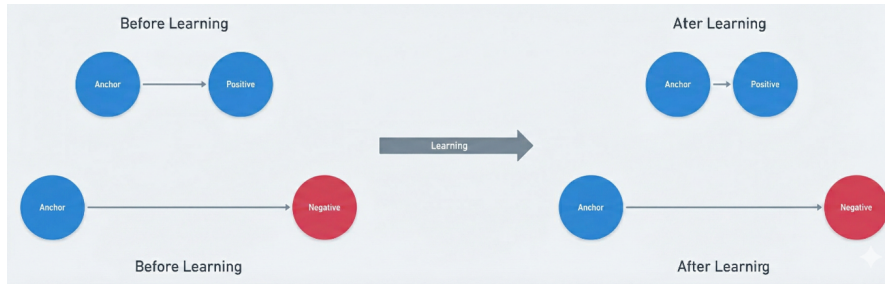 Before Learning
Ater Learning
Anchor
Positive
Anchor
Positive
Learning
Anchor
Negative
Anchor
Negative
Before Learning
After Learnirg